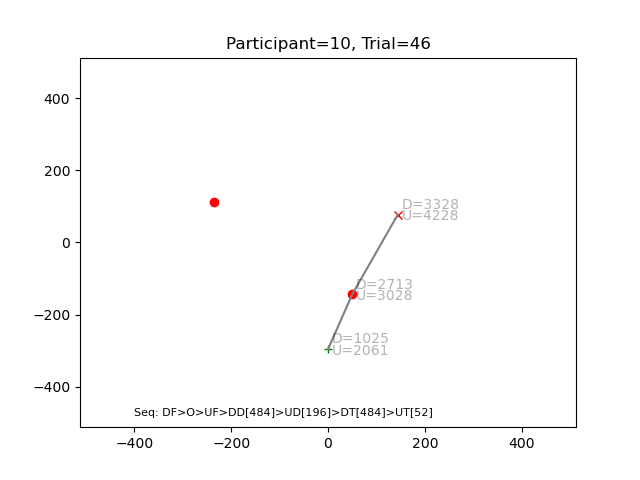 Participant=10, Trial=46
400
200
0
−200
−400
D=3328
U=4228
D=2713
U=3028
D=1025
U=2061
Seq: DF>O>UF>DD[484]>UD[196]>DT[484]>UT[52]
−400 −200 0 200 400